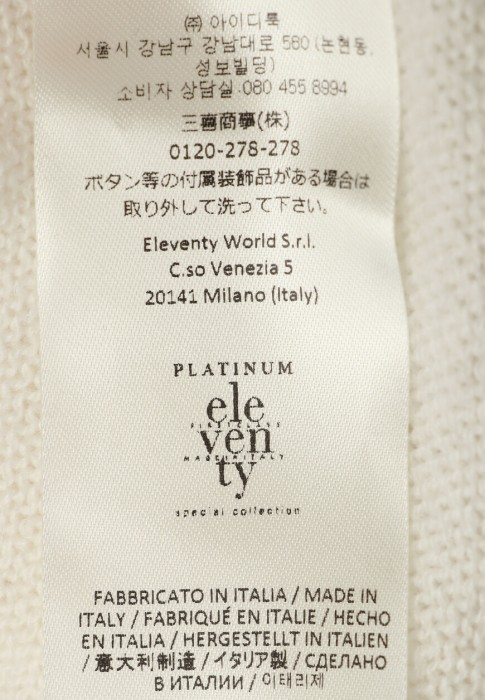 ㈜ 아이디룩
서울시 강남구 강남대로 580 (논현동,
성보빌딩)
소비자 상담실:080 455 8994
三喜商事(株)
0120-278-278
ボタン等の付属装飾品がある場合は
取り外して洗って下さい。
Eleventy World S.r.l.
C.so Venezia 5
20141 Milano (Italy)
PLATINUM
ele
FIRST CLASS
ven
MADE IN ITALY
ty
special collection
FABBRICATO IN ITALIA / MADE IN
ITALY / FABRIQUÉ EN ITALIE / HECHO
EN ITALIA / HERGESTELLT IN ITALIEN
/ 意大利制造 / イタリア製 / СДЕЛАНО
В ИТАЛИИ / 이태리제